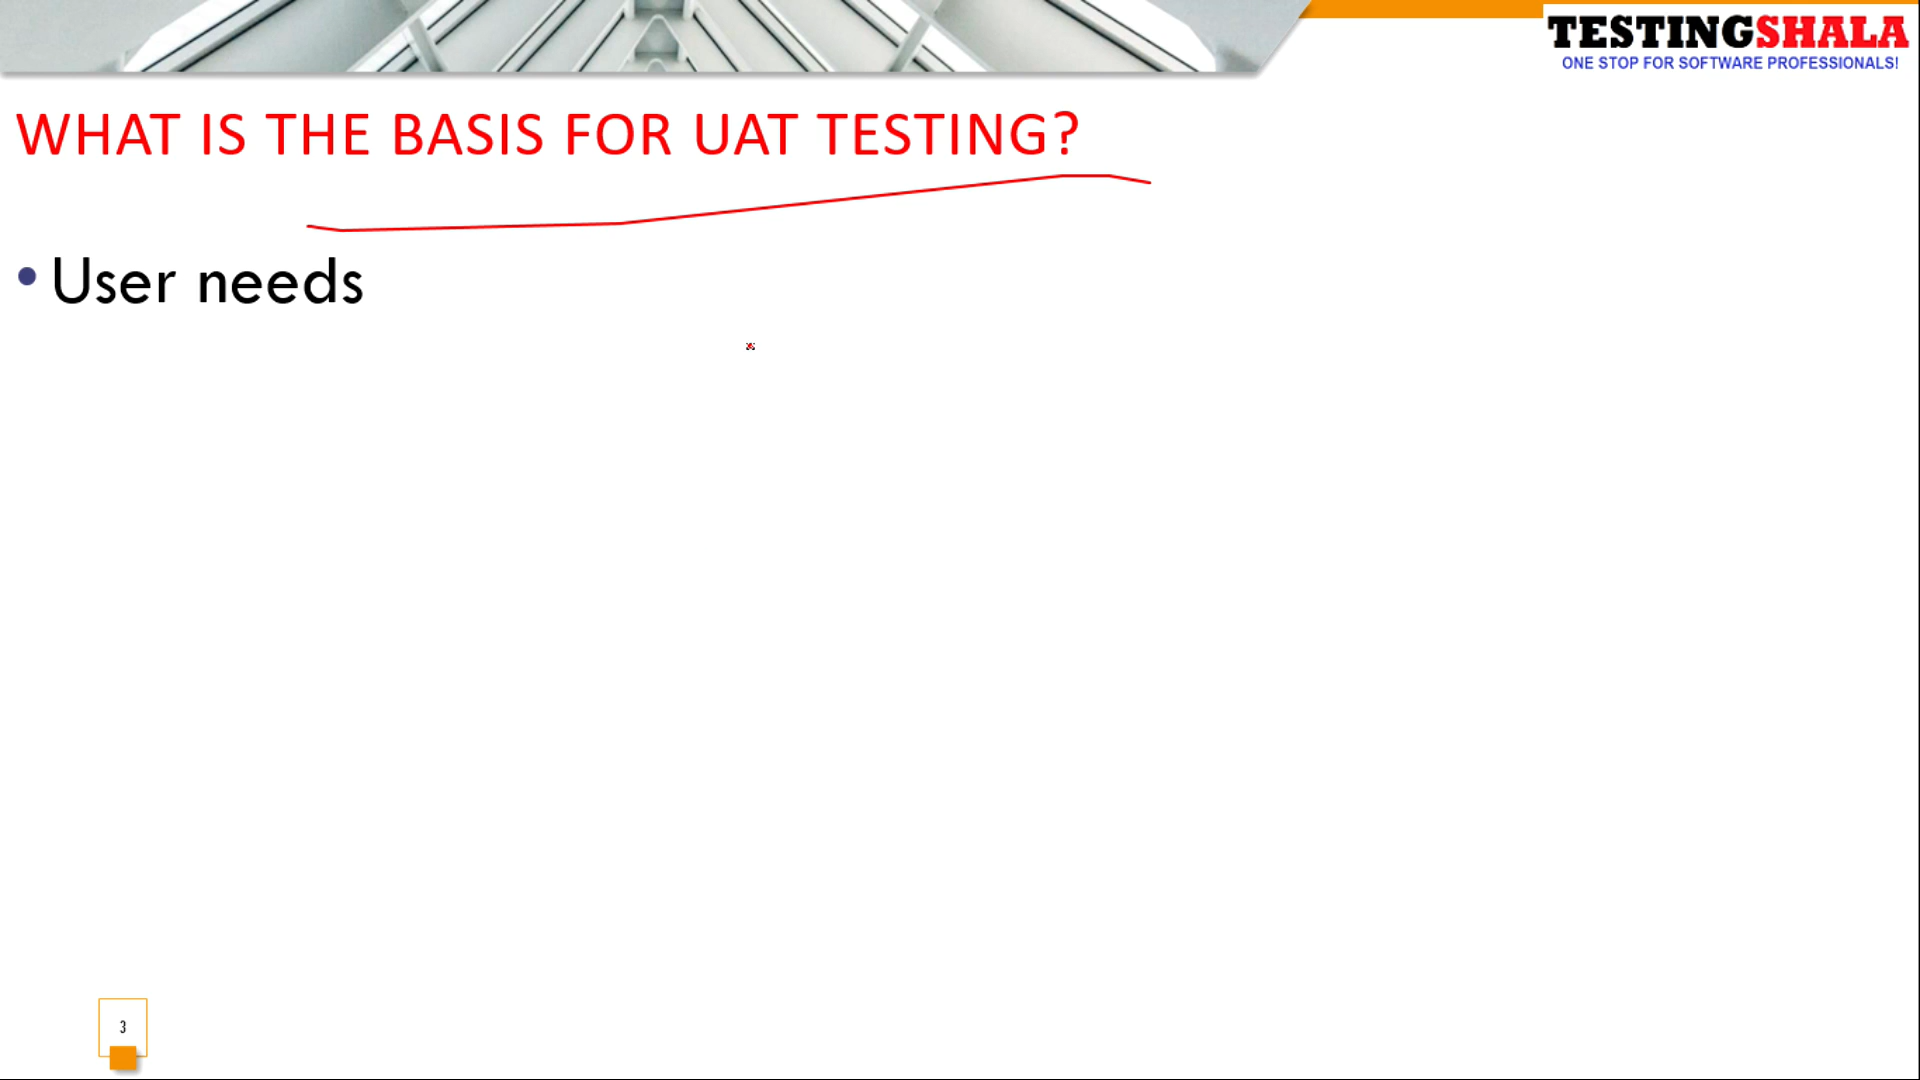 TESTINGSHALA
ONE STOP FOR SOFTWARE PROFESSIONALS!
WHAT IS THE BASIS FOR UAT TESTING?
• User needs
3